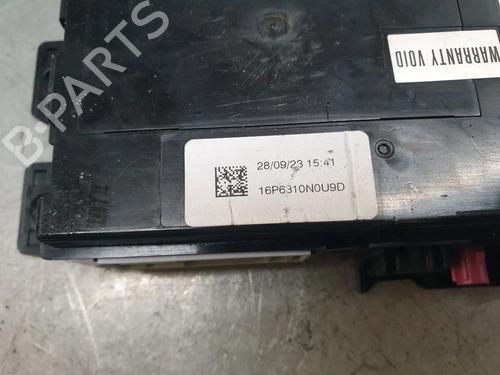 B-PARTS
WARRANTY VOID
28/09/23 15:41
16P6310N0U9D